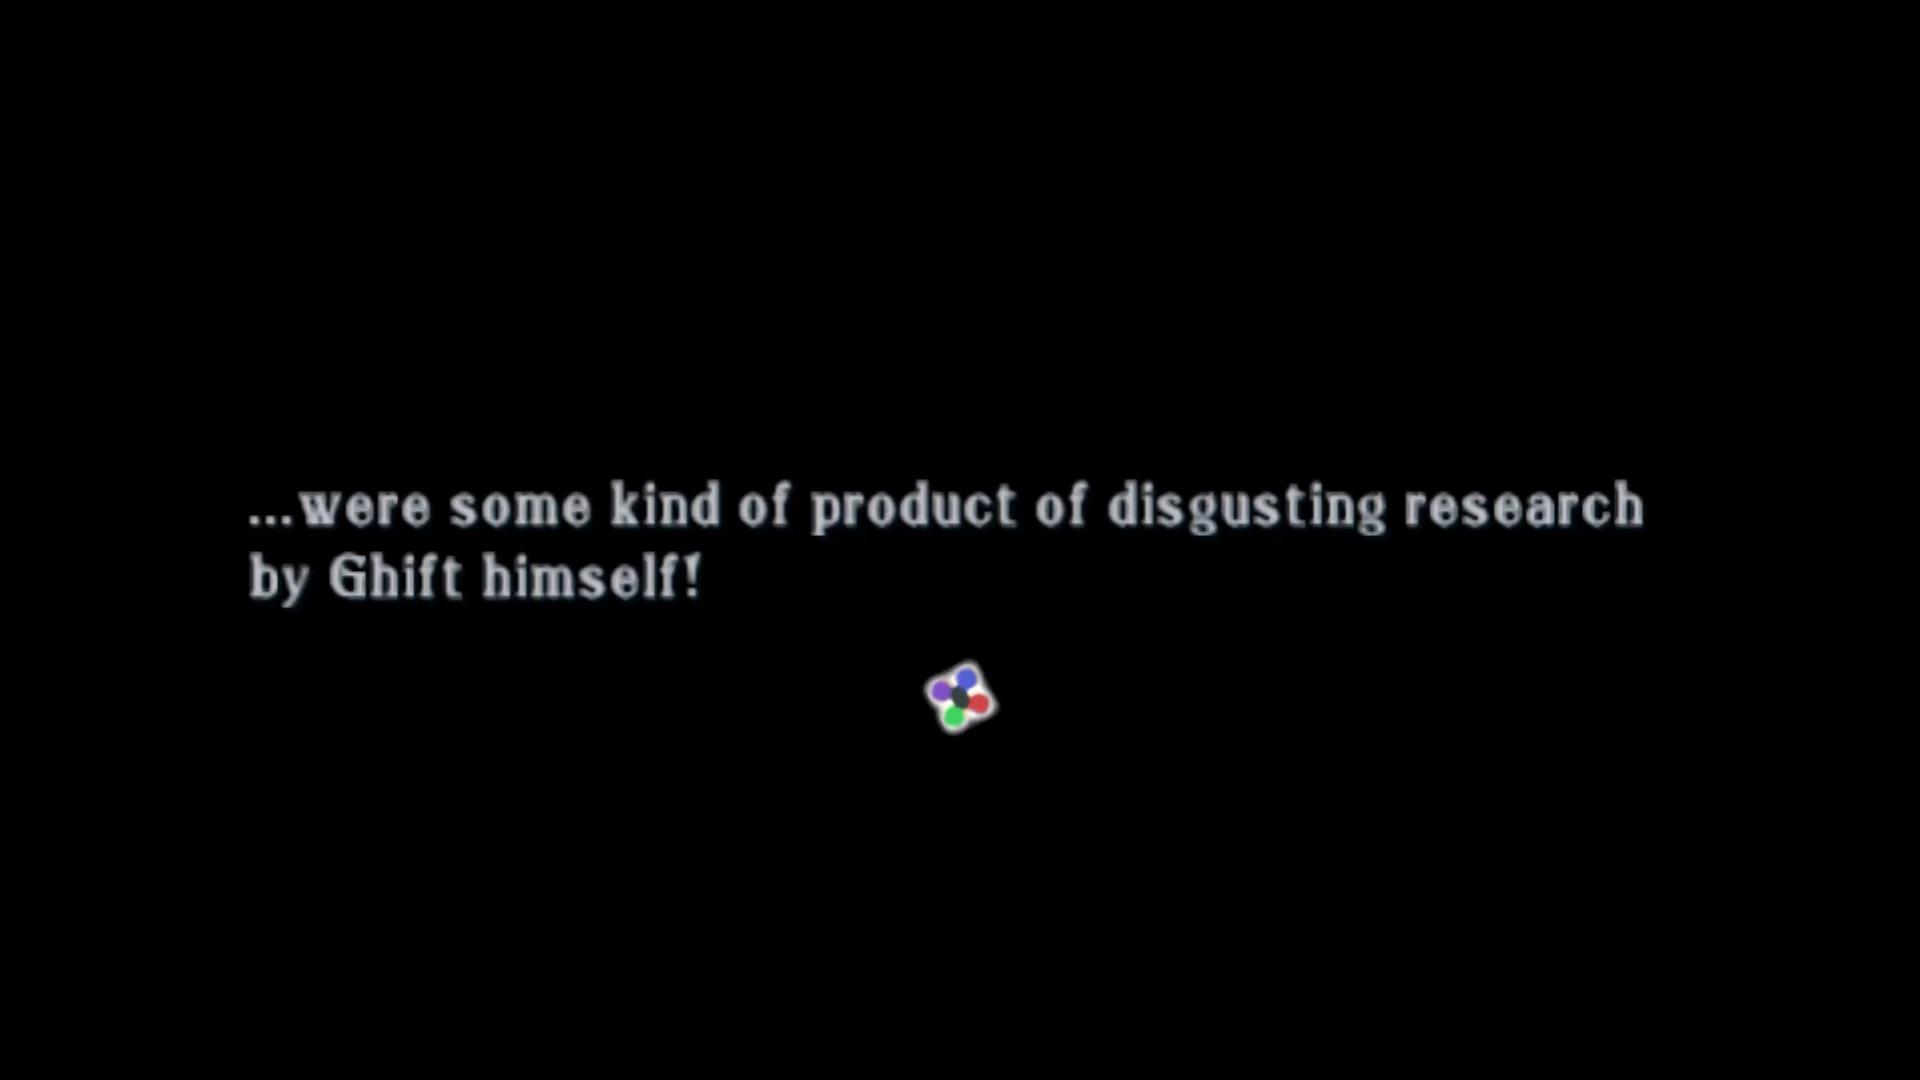 ...were some kind of product of disgusting research
by Ghift himself!